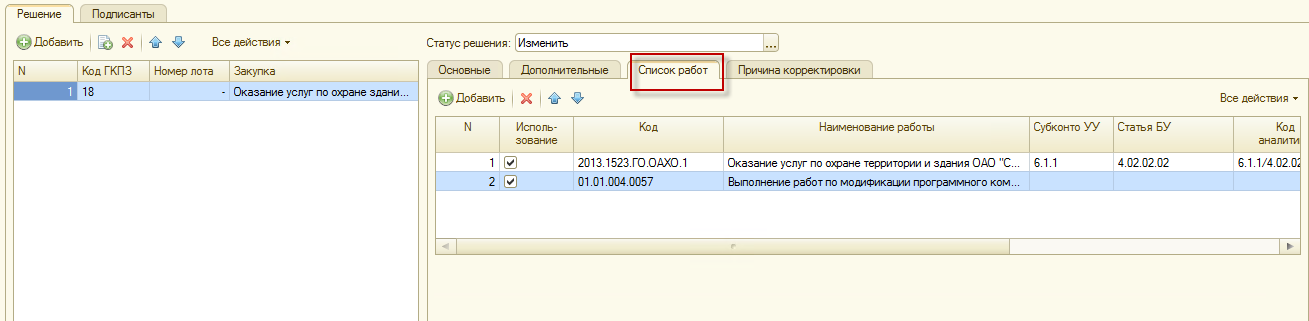 Решение Подписанты
Добавить Все действия
N Код ГКПЗ Номер лота Закупка
1 18 - Оказание услуг по охране здани...
Статус решения: Изменить ...
Основные Дополнительные Список работ Причина корректировки
Добавить Все действия
N Исполь- Код Наименование работы Субконто УУ Статья БУ Код
зование аналити
1 2013.1523.ГО.ОАХО.1 Оказание услуг по охране территории и здания ОАО "С... 6.1.1 4.02.02.02 6.1.1/4.02.02
2 01.01.004.0057 Выполнение работ по модификации программного ком...